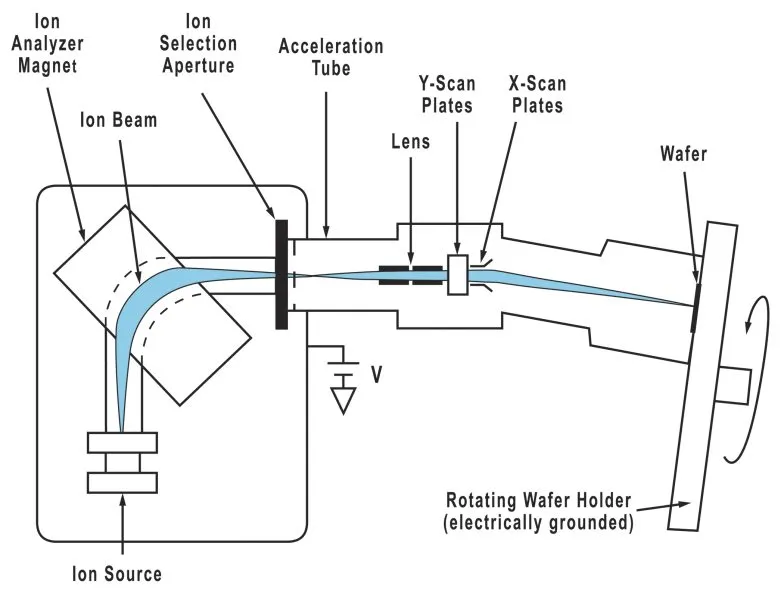 Ion
Analyzer
Magnet
Ion
Selection
Aperture
Acceleration
Tube
Y-Scan
Plates
X-Scan
Plates
Ion Beam
Lens
Wafer
V
Rotating Wafer Holder
(electrically grounded)
Ion Source